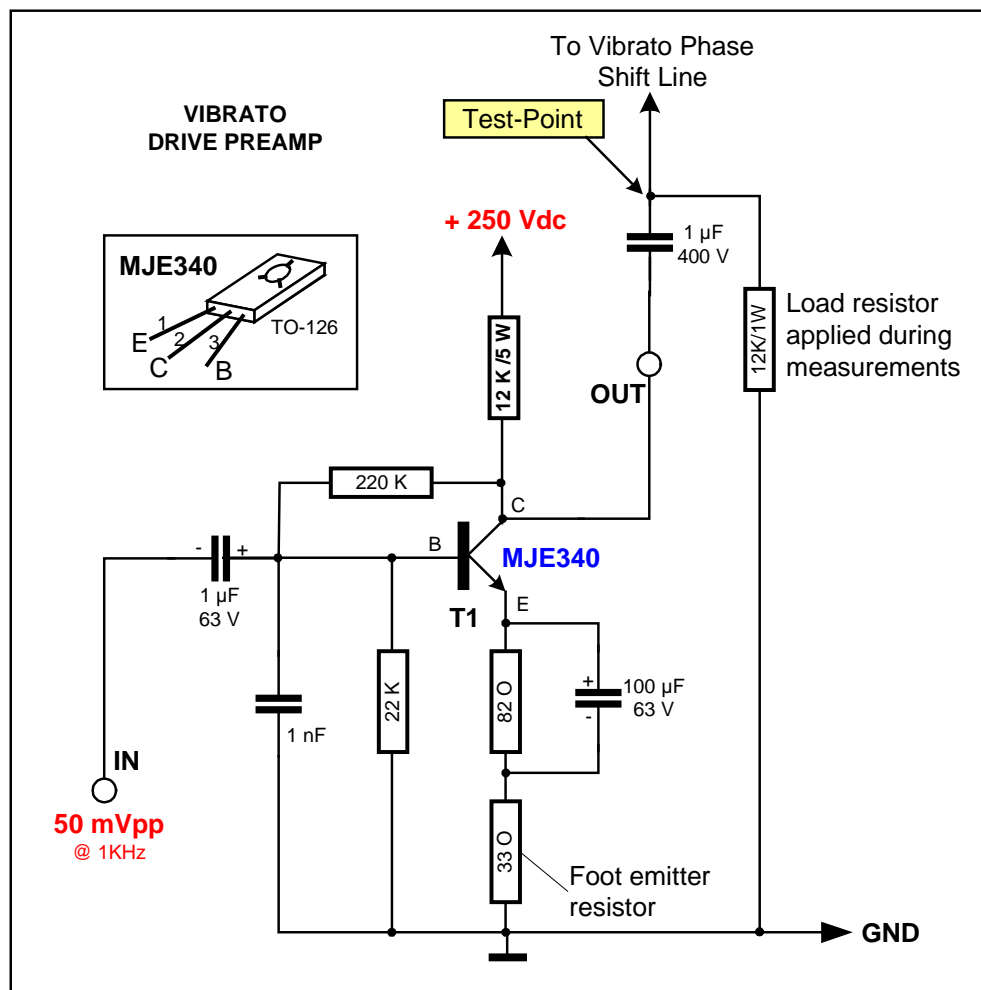 To Vibrato Phase
Shift Line
VIBRATO
DRIVE PREAMP
Test-Point
+ 250 Vdc
1 µF
400 V
MJE340
TO-126
1
2
3
E
C
B
12 K /5 W
12K/1W
Load resistor
applied during
measurements
OUT
220 K
C
B
MJE340
- +
1 µF
63 V
T1
E
22 K
82 O
+
-
100 µF
63 V
1 nF
IN
50 mVpp
@ 1KHz
33 O
Foot emitter
resistor
GND